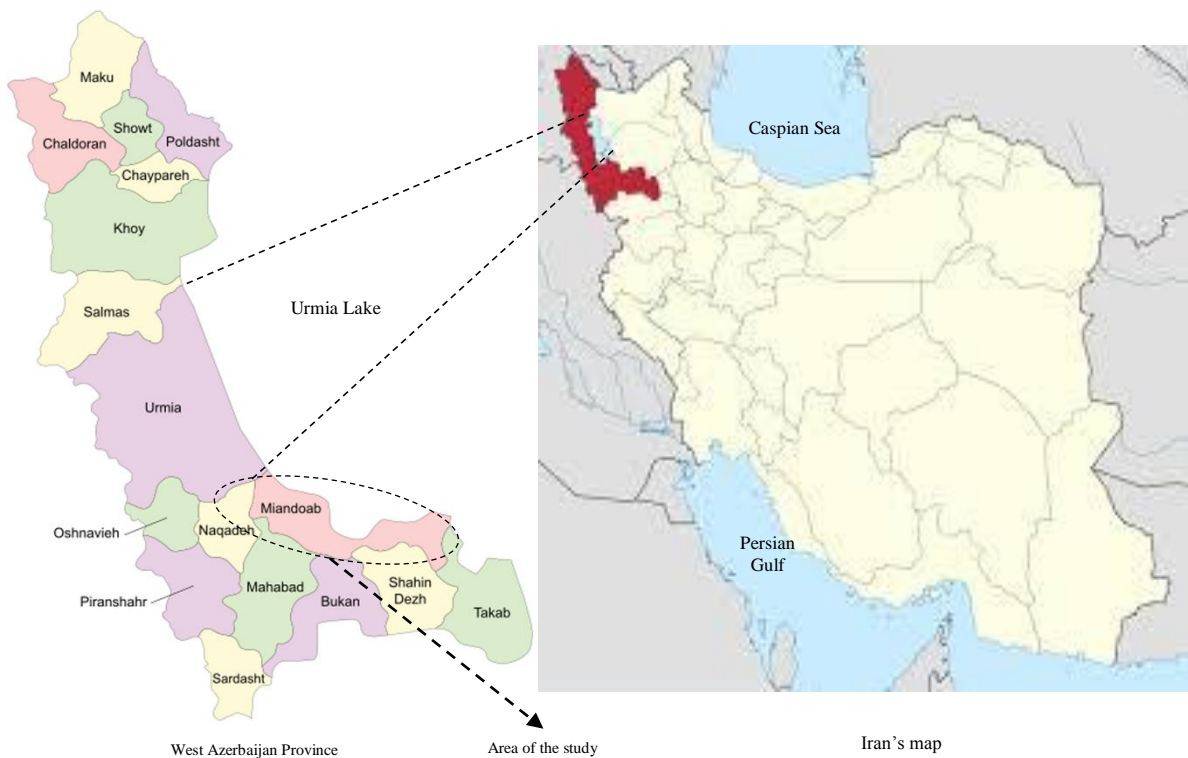 Maku
Showt
Poldasht
Chaldoran
Chaypareh
Khoy
Salmas
Urmia
Oshnavieh
Naqadeh
Miandoab
Piranshahr
Mahabad
Bukan
Shahin
Dezh
Takab
Sardasht
Urmia Lake
Caspian Sea
Persian
Gulf
West Azerbaijan Province
Area of the study
Iran's map